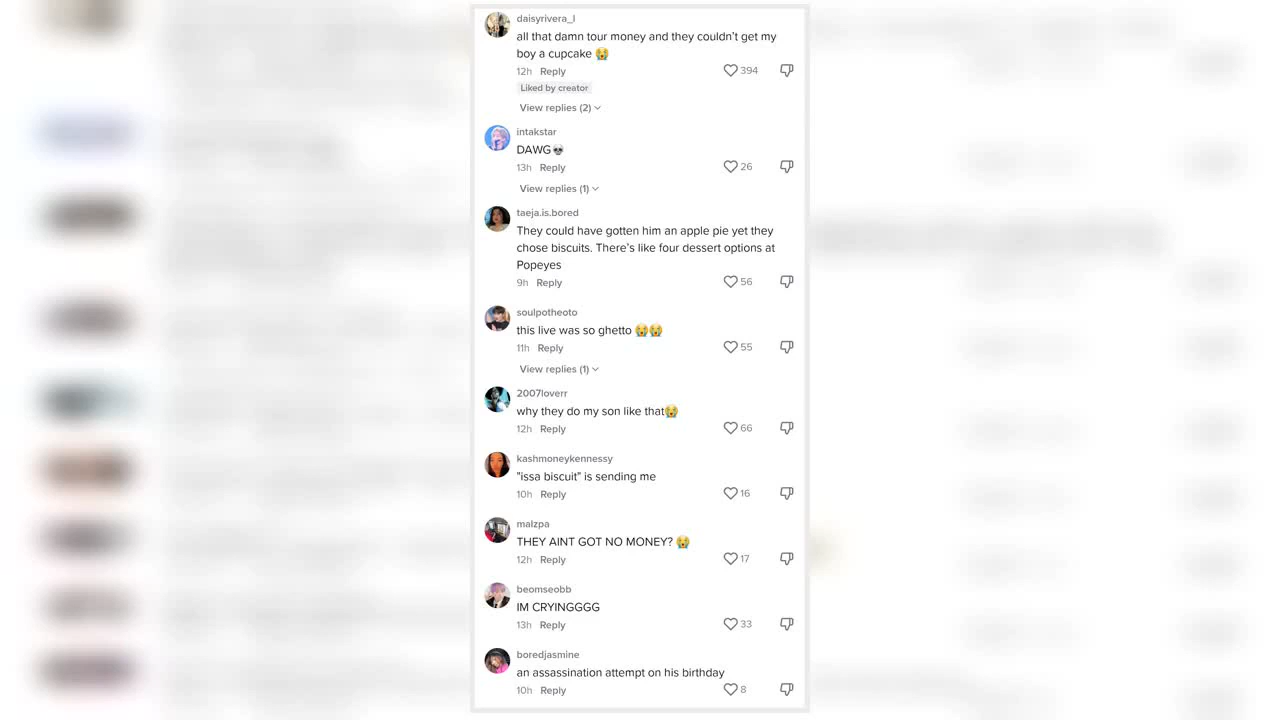 daisyrivera_l
all that damn tour money and they couldn't get my
boy a cupcake 😭
12h Reply 394
Liked by creator
View replies (2)
intakstar
DAWG💀
13h Reply 26
View replies (1)
taeja.is.bored
They could have gotten him an apple pie yet they
chose biscuits. There's like four dessert options at
Popeyes
9h Reply 56
soulpotheoto
this live was so ghetto 😭😭
11h Reply 55
View replies (1)
2007loverr
why they do my son like that😭
12h Reply 66
kashmoneykennessy
"issa biscuit" is sending me
10h Reply 16
malzpa
THEY AINT GOT NO MONEY? 😭
12h Reply 17
beomseobb
IM CRYINGGGG
13h Reply 33
boredjasmine
an assassination attempt on his birthday
10h Reply 8